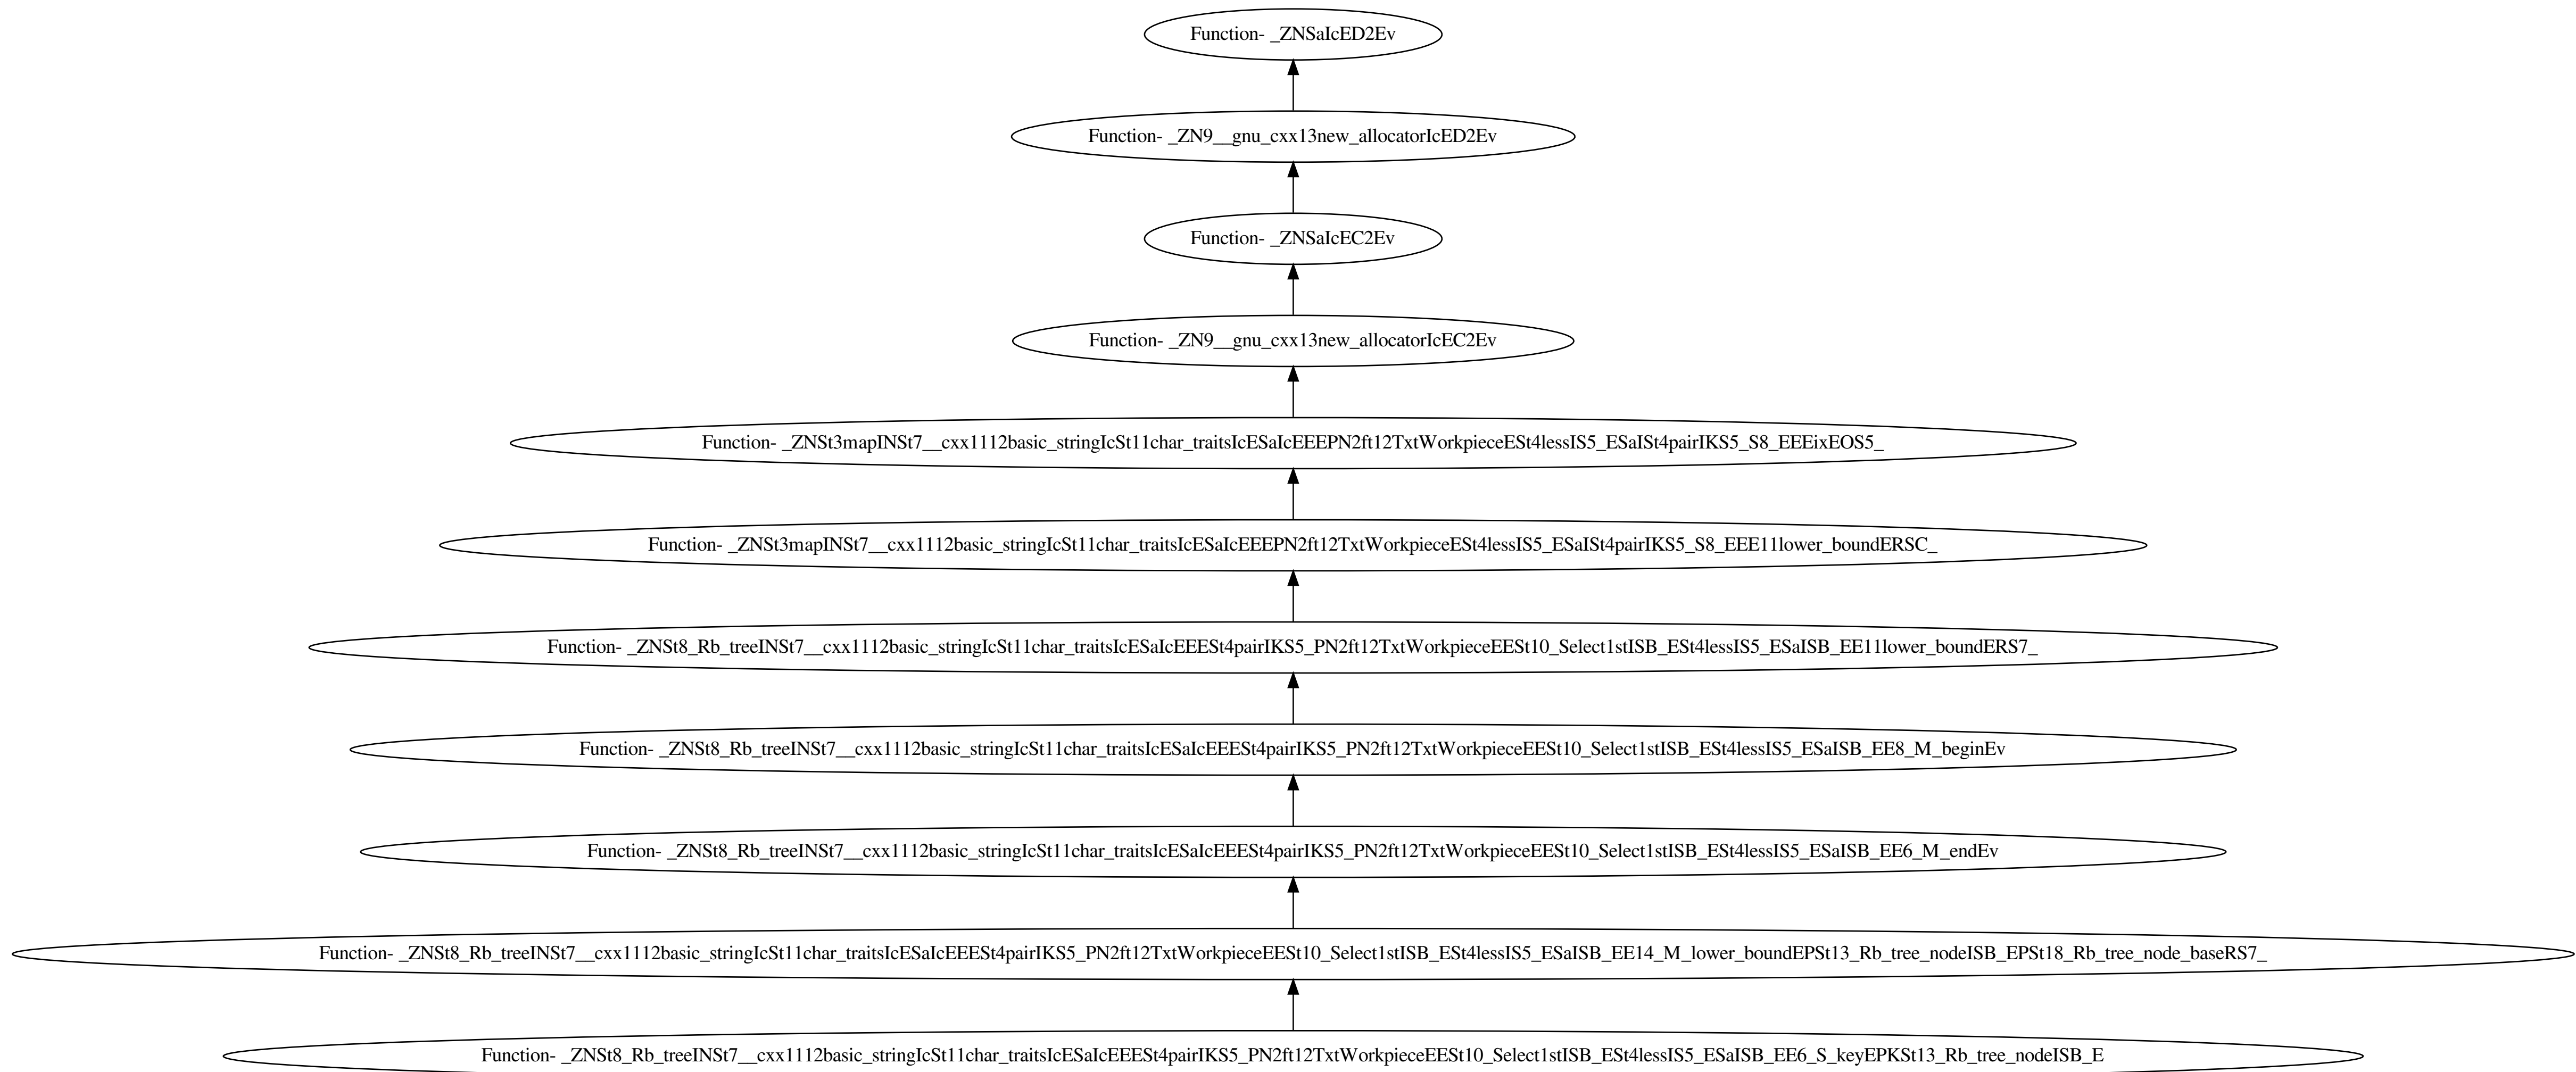 Function- _ZNSaIcED2Ev
Function- _ZN9__gnu_cxx13new_allocatorIcED2Ev
Function- _ZNSaIcEC2Ev
Function- _ZN9__gnu_cxx13new_allocatorIcEC2Ev
Function- _ZNSt3mapINSt7__cxx1112basic_stringIcSt11char_traitsIcESaIcEEEPN2ft12TxtWorkpieceESt4lessIS5_ESaISt4pairIKS5_S8_EEEixEOS5_
Function- _ZNSt3mapINSt7__cxx1112basic_stringIcSt11char_traitsIcESaIcEEEPN2ft12TxtWorkpieceESt4lessIS5_ESaISt4pairIKS5_S8_EEE11lower_boundERSC_
Function- _ZNSt8_Rb_treeINSt7__cxx1112basic_stringIcSt11char_traitsIcESaIcEEESt4pairIKS5_PN2ft12TxtWorkpieceEESt10_Select1stISB_ESt4lessIS5_ESaISB_EE11lower_boundERS7_
Function- _ZNSt8_Rb_treeINSt7__cxx1112basic_stringIcSt11char_traitsIcESaIcEEESt4pairIKS5_PN2ft12TxtWorkpieceEESt10_Select1stISB_ESt4lessIS5_ESaISB_EE8_M_beginEv
Function- _ZNSt8_Rb_treeINSt7__cxx1112basic_stringIcSt11char_traitsIcESaIcEEESt4pairIKS5_PN2ft12TxtWorkpieceEESt10_Select1stISB_ESt4lessIS5_ESaISB_EE6_M_endEv
Function- _ZNSt8_Rb_treeINSt7__cxx1112basic_stringIcSt11char_traitsIcESaIcEEESt4pairIKS5_PN2ft12TxtWorkpieceEESt10_Select1stISB_ESt4lessIS5_ESaISB_EE14_M_lower_boundEPSt13_Rb_tree_nodeISB_EPSt18_Rb_tree_node_baseRS7_
Function- _ZNSt8_Rb_treeINSt7__cxx1112basic_stringIcSt11char_traitsIcESaIcEEESt4pairIKS5_PN2ft12TxtWorkpieceEESt10_Select1stISB_ESt4lessIS5_ESaISB_EE6_S_keyEPKSt13_Rb_tree_nodeISB_E